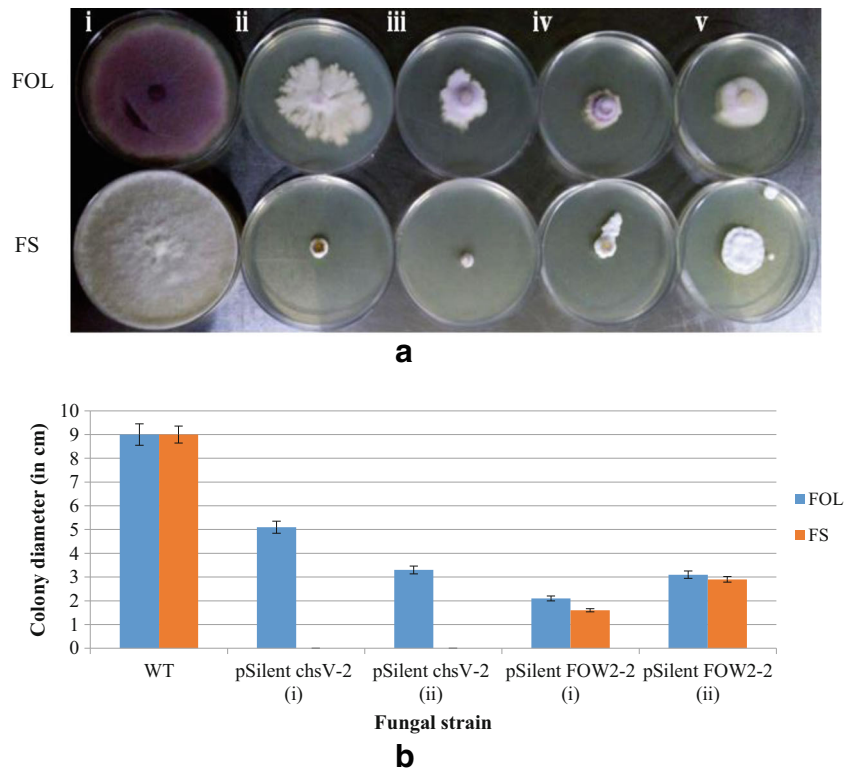 i ii iii iv v
FOL
FS
a
10
9
8
7
6
5
4
3
2
1
0
Colony diameter (in cm)
FOL
FS
WT
pSilent chsV-2
(i)
pSilent chsV-2
(ii)
pSilent FOW2-2
(i)
pSilent FOW2-2
(ii)
Fungal strain
b